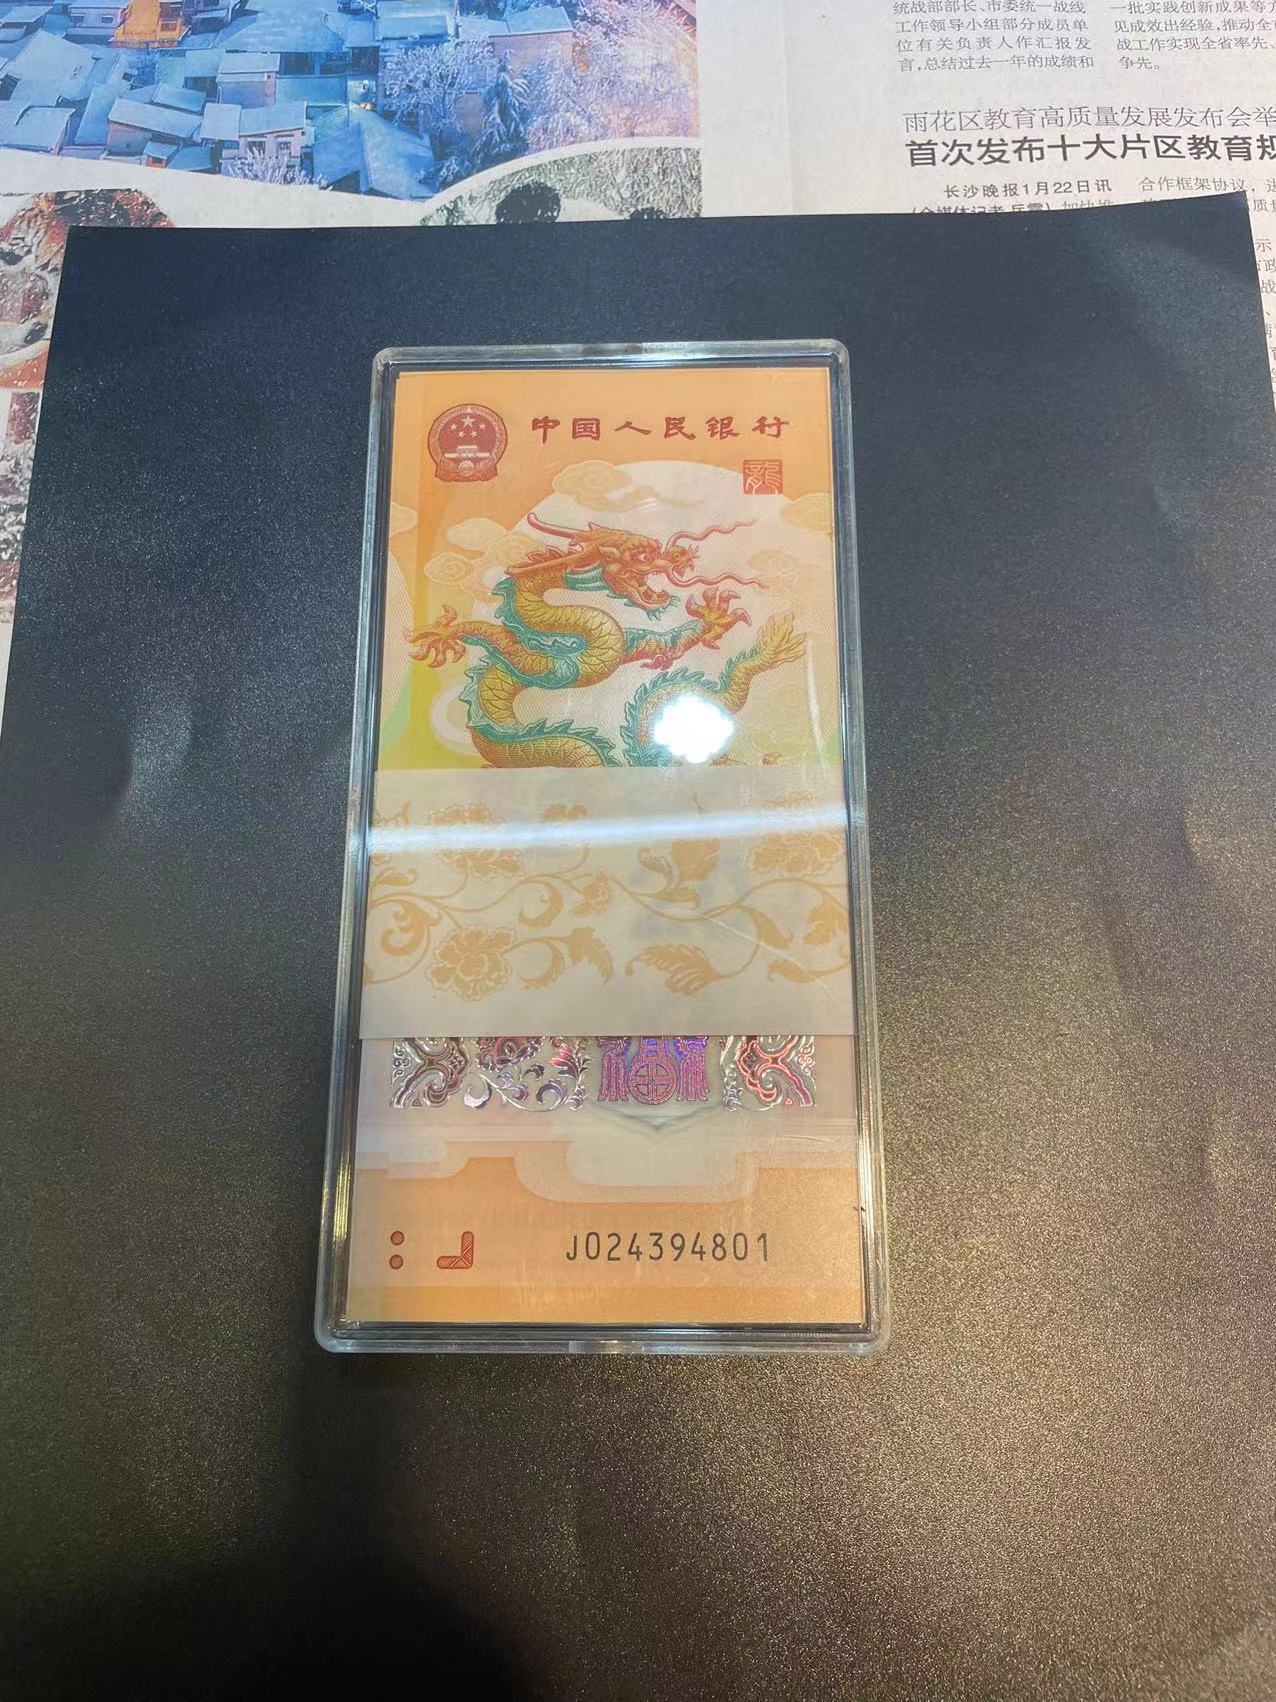 统战部部长、市委统一战线
工作领导小组部分成员单
位有关负责人作汇报发
言,总结过去一年的成绩和
一批实践创新成果等
见成效出经验,推动全
战工作实现全省率先、
争先。
雨花区教育高质量发展发布会举
首次发布十大片区教育规
长沙晚报1月22日讯
合作框架协议,
中国人民银行
龍
J024394801